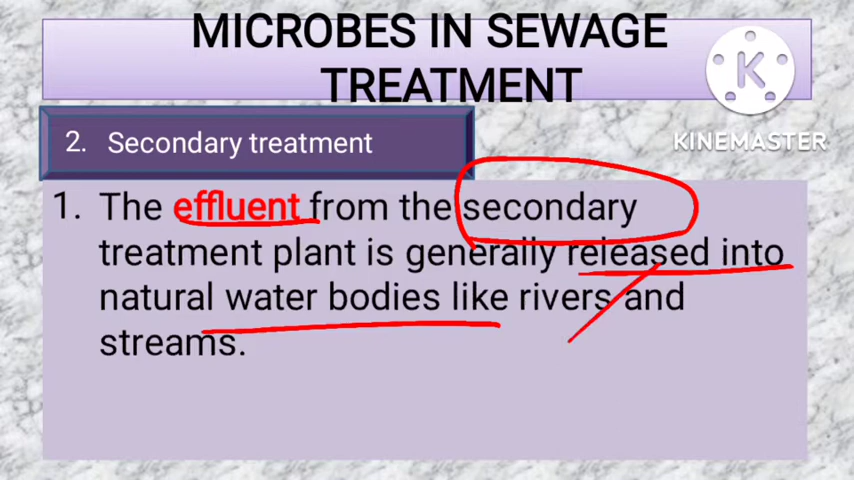 MICROBES IN SEWAGE
TREATMENT
K
KINEMASTER
2. Secondary treatment
1. The effluent from the secondary
treatment plant is generally released into
natural water bodies like rivers and
streams.